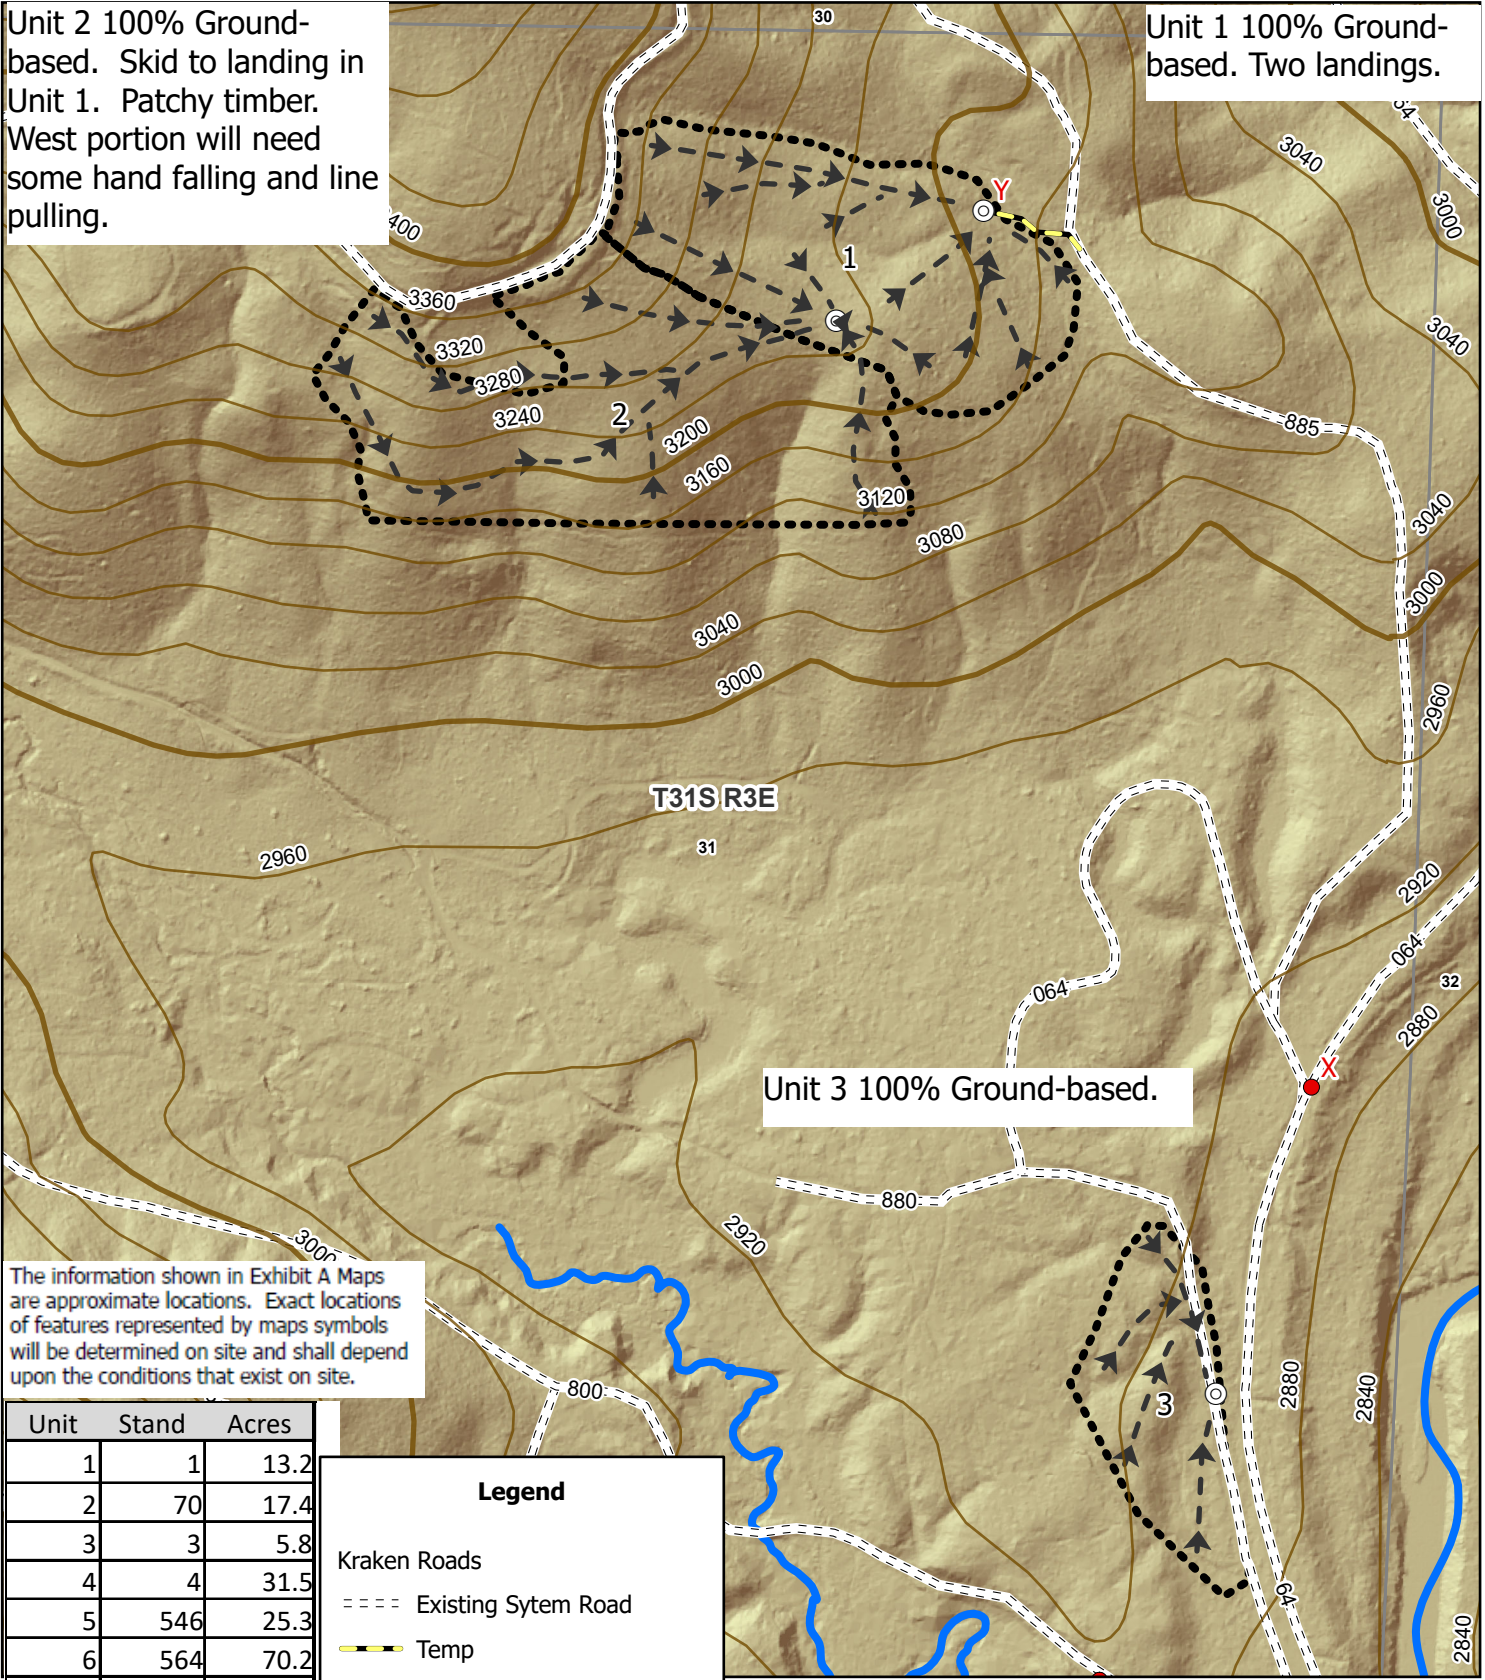 Unit 2 100% Ground-
based.  Skid to landing in
Unit 1.  Patchy timber.
West portion will need
some hand falling and line
pulling.
30
Unit 1 100% Ground-
based. Two landings.
54
3040
3000
400
Y
1
3360
3320
3280
3240
2
3200
3160
3120
3080
3040
885
3040
3000
3040
3000
2960
T31S R3E
31
2960
2920
064
32
2880
064
X
Unit 3 100% Ground-based.
880
2920
3000
The information shown in Exhibit A Maps
are approximate locations.  Exact locations
of features represented by maps symbols
will be determined on site and shall depend
upon the conditions that exist on site.
800
3
2880
2840
64
2840
Unit Stand Acres
1 1 13.2
2 70 17.4
3 3 5.8
4 4 31.5
5 546 25.3
6 564 70.2
Legend
Kraken Roads
Existing Sytem Road
Temp